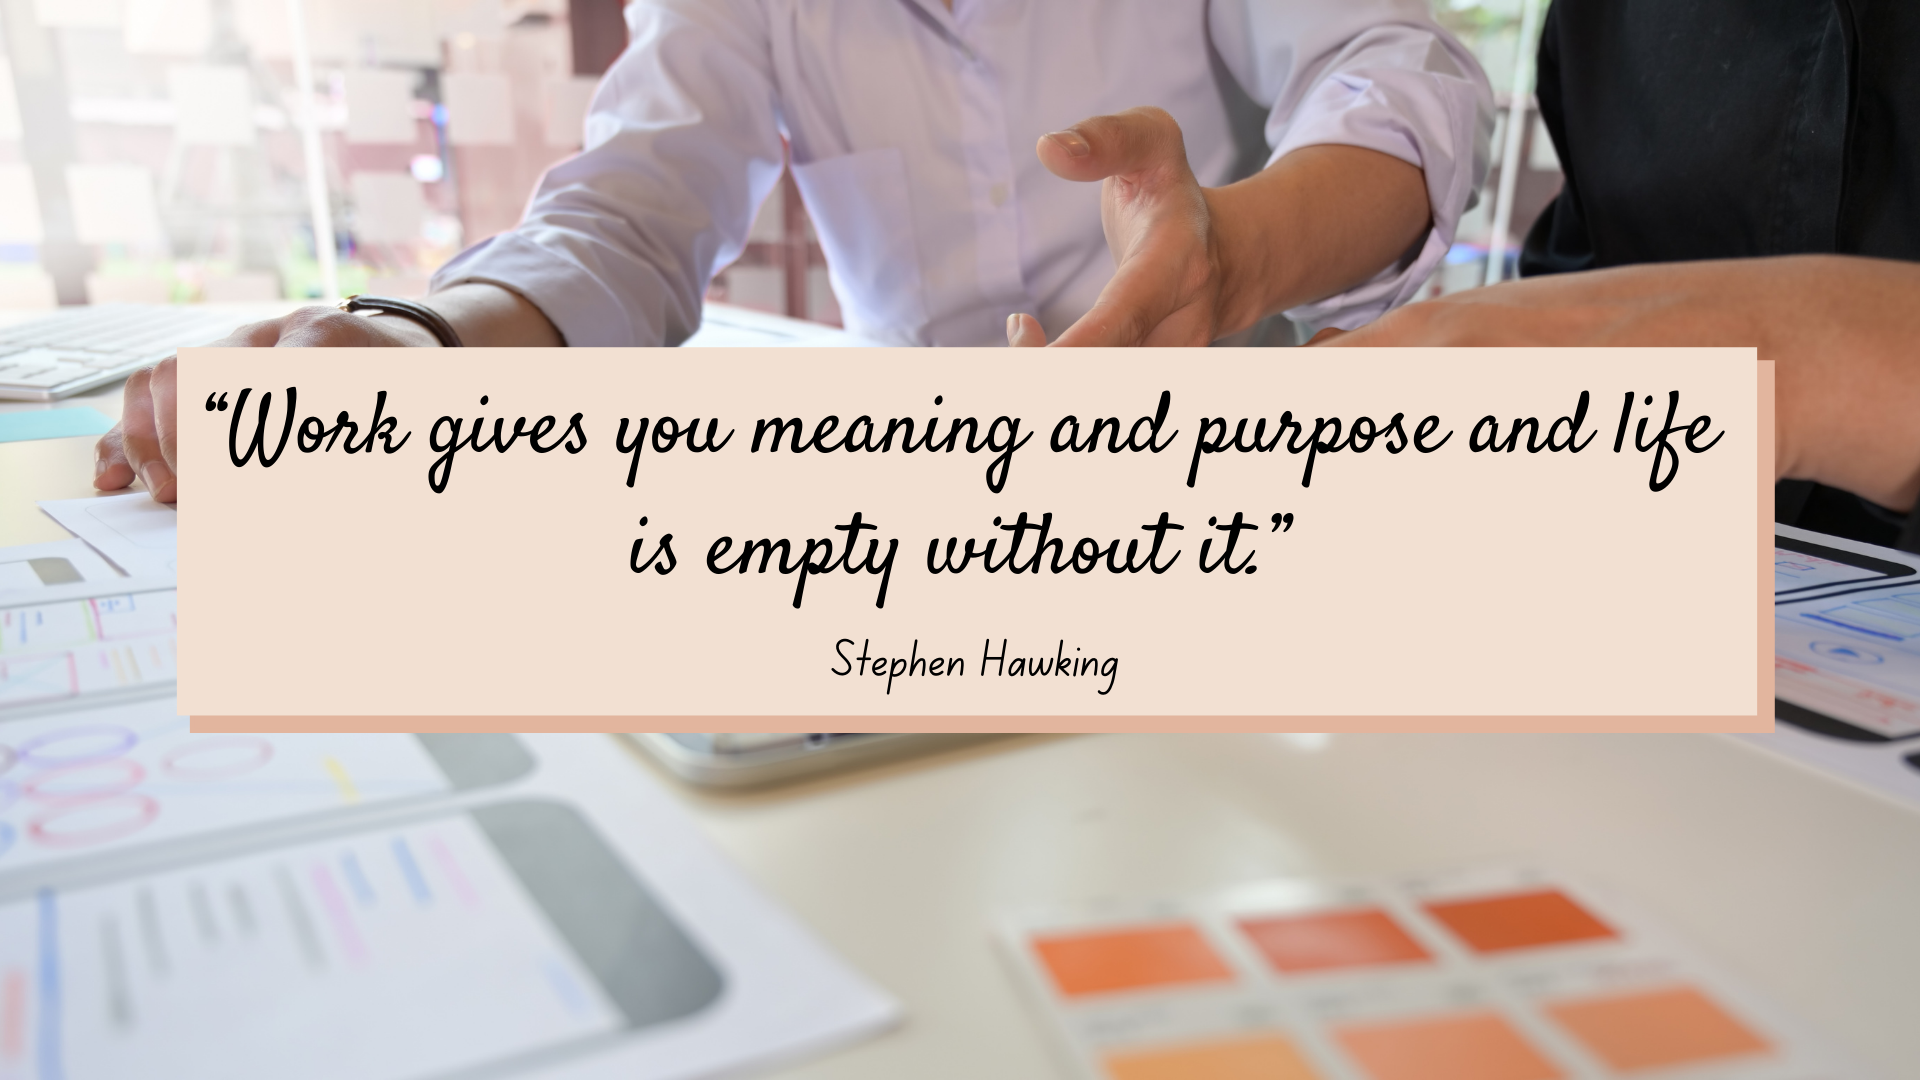 “Work gives you meaning and purpose and life
is empty without it.”
Stephen Hawking